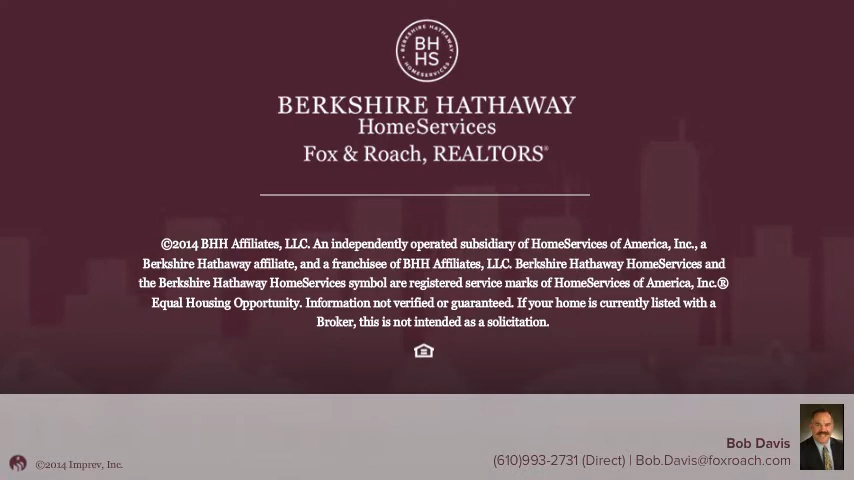 BERKSHIRE HATHAWAY
BH
HS
HOMESERVICES
BERKSHIRE HATHAWAY
HomeServices
Fox & Roach, REALTORS®
©2014 BHH Affiliates, LLC. An independently operated subsidiary of HomeServices of America, Inc., a
Berkshire Hathaway affiliate, and a franchisee of BHH Affiliates, LLC. Berkshire Hathaway HomeServices and
the Berkshire Hathaway HomeServices symbol are registered service marks of HomeServices of America, Inc.®
Equal Housing Opportunity. Information not verified or guaranteed. If your home is currently listed with a
Broker, this is not intended as a solicitation.
Bob Davis
(610)993-2731 (Direct) | Bob.Davis@foxroach.com
©2014 Imprev, Inc.